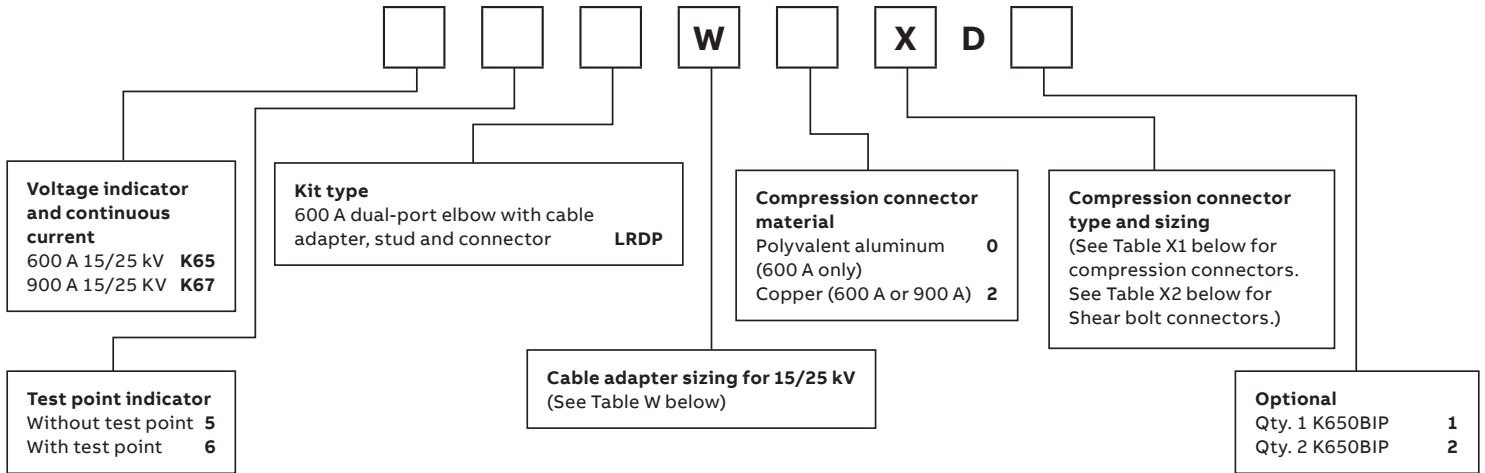 W X D
Voltage indicator
and continuous
current
600 A 15/25 kV K65
900 A 15/25 KV K67
Kit type
600 A dual-port elbow with cable
adapter, stud and connector LRDP
Compression connector
material
Polyvalent aluminum 0
(600 A only)
Copper (600 A or 900 A) 2
Compression connector
type and sizing
(See Table X1 below for
compression connectors.
See Table X2 below for
Shear bolt connectors.)
Test point indicator
Without test point 5
With test point 6
Cable adapter sizing for 15/25 kV
(See Table W below)
Optional
Qty. 1 K650BIP 1
Qty. 2 K650BIP 2